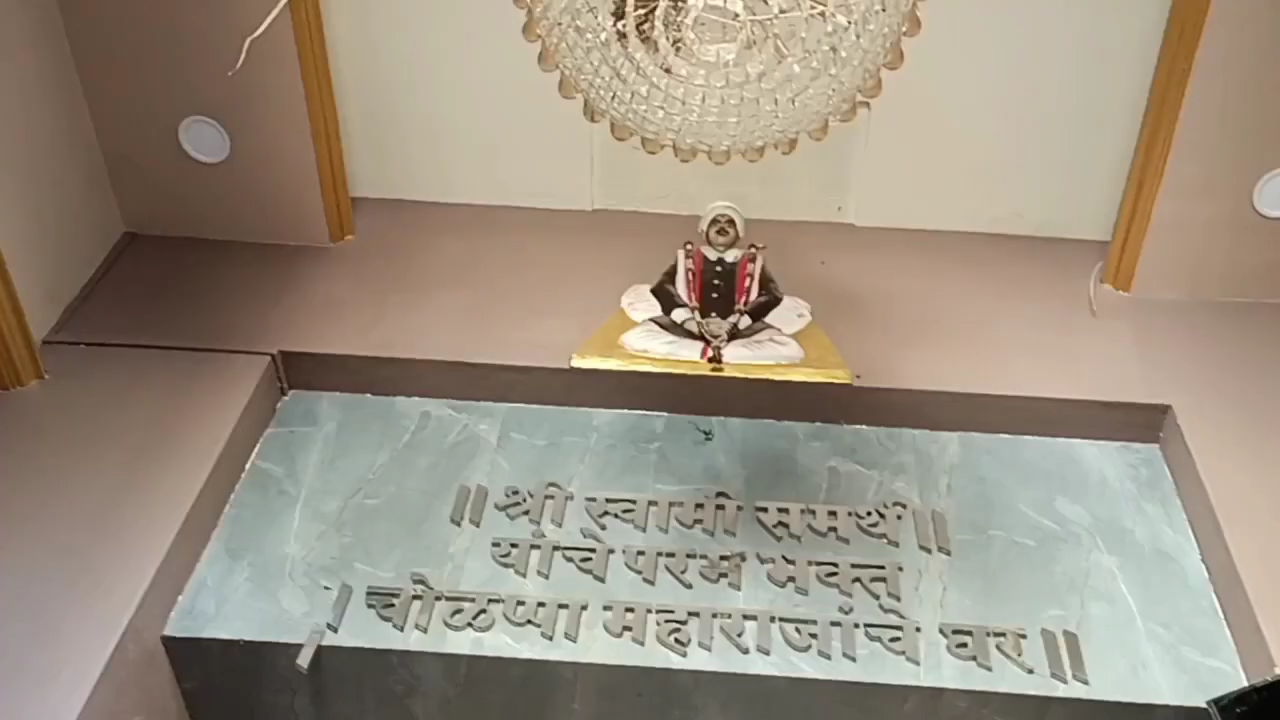 ॥ श्री स्वामी समर्थ ॥
यांचे परम भक्त
॥ चोळप्पा महाराजांचे घर ॥